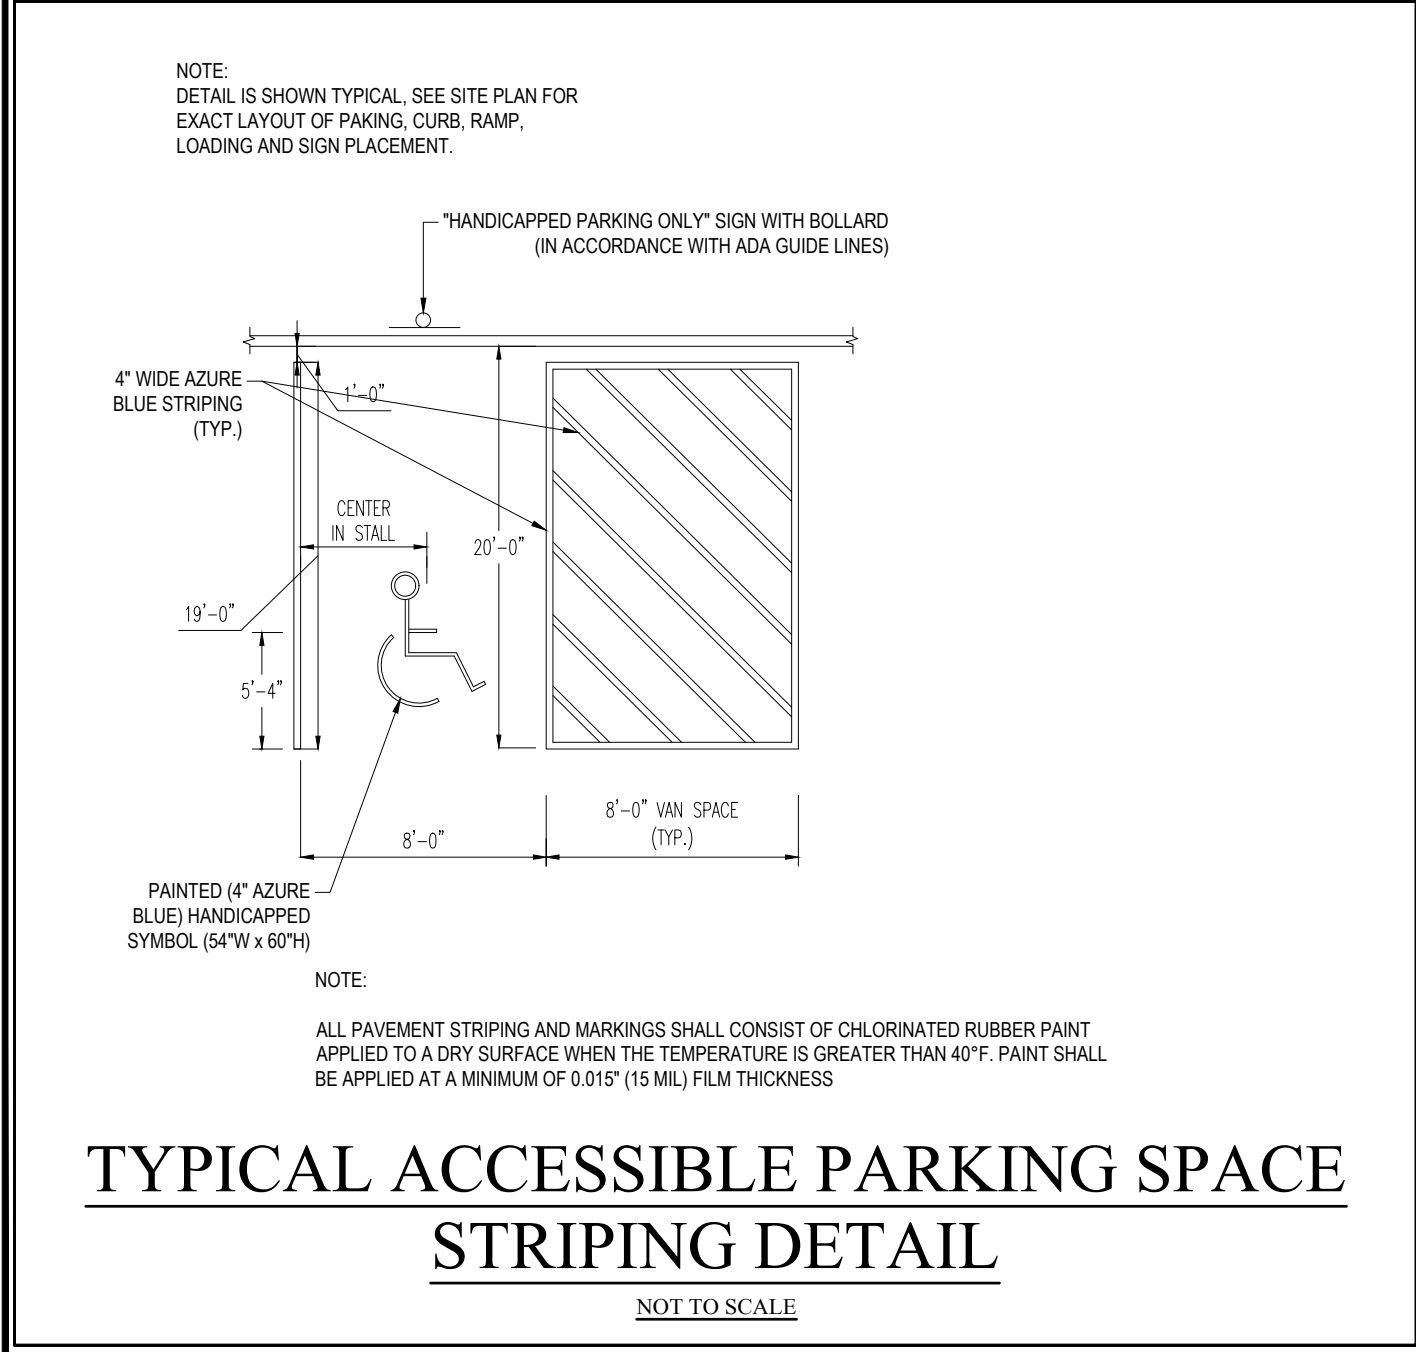 NOTE:
DETAIL IS SHOWN TYPICAL, SEE SITE PLAN FOR
EXACT LAYOUT OF PAKING, CURB, RAMP,
LOADING AND SIGN PLACEMENT.
"HANDICAPPED PARKING ONLY" SIGN WITH BOLLARD
(IN ACCORDANCE WITH ADA GUIDE LINES)
4" WIDE AZURE
BLUE STRIPING
(TYP.)
1'-0"
CENTER
IN STALL
20'-0"
19'-0"
5'-4"
8'-0" VAN SPACE
(TYP.)
8'-0"
PAINTED (4" AZURE
BLUE) HANDICAPPED
SYMBOL (54"W x 60"H)
NOTE:
ALL PAVEMENT STRIPING AND MARKINGS SHALL CONSIST OF CHLORINATED RUBBER PAINT
APPLIED TO A DRY SURFACE WHEN THE TEMPERATURE IS GREATER THAN 40°F. PAINT SHALL
BE APPLIED AT A MINIMUM OF 0.015" (15 MIL) FILM THICKNESS
TYPICAL ACCESSIBLE PARKING SPACE
STRIPING DETAIL
NOT TO SCALE